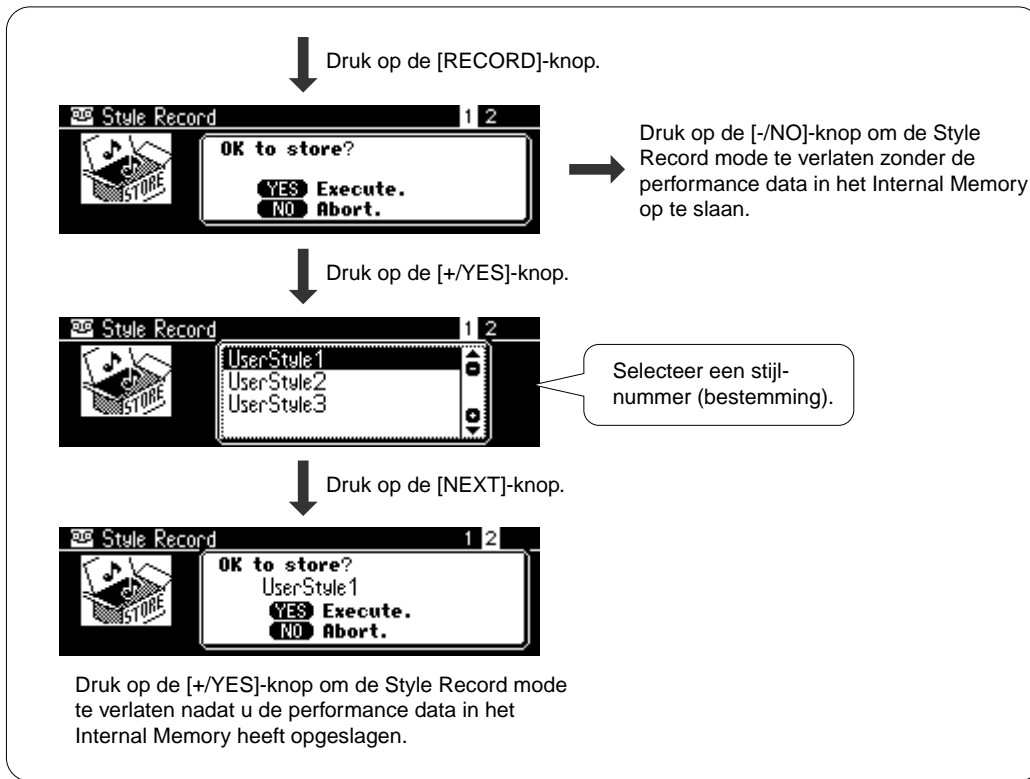 Druk op de [RECORD]-knop.
Style Record 1 2
STORE
OK to store?
YES Execute.
NO Abort.
Druk op de [-/NO]-knop om de Style
Record mode te verlaten zonder de
performance data in het Internal Memory
op te slaan.
Druk op de [+/YES]-knop.
Style Record 1 2
STORE
UserStyle1
UserStyle2
UserStyle3
Selecteer een stijl-
nummer (bestemming).
Druk op de [NEXT]-knop.
Style Record 1 2
STORE
OK to store?
UserStyle1
YES Execute.
NO Abort.
Druk op de [+/YES]-knop om de Style Record mode
te verlaten nadat u de performance data in het
Internal Memory heeft opgeslagen.